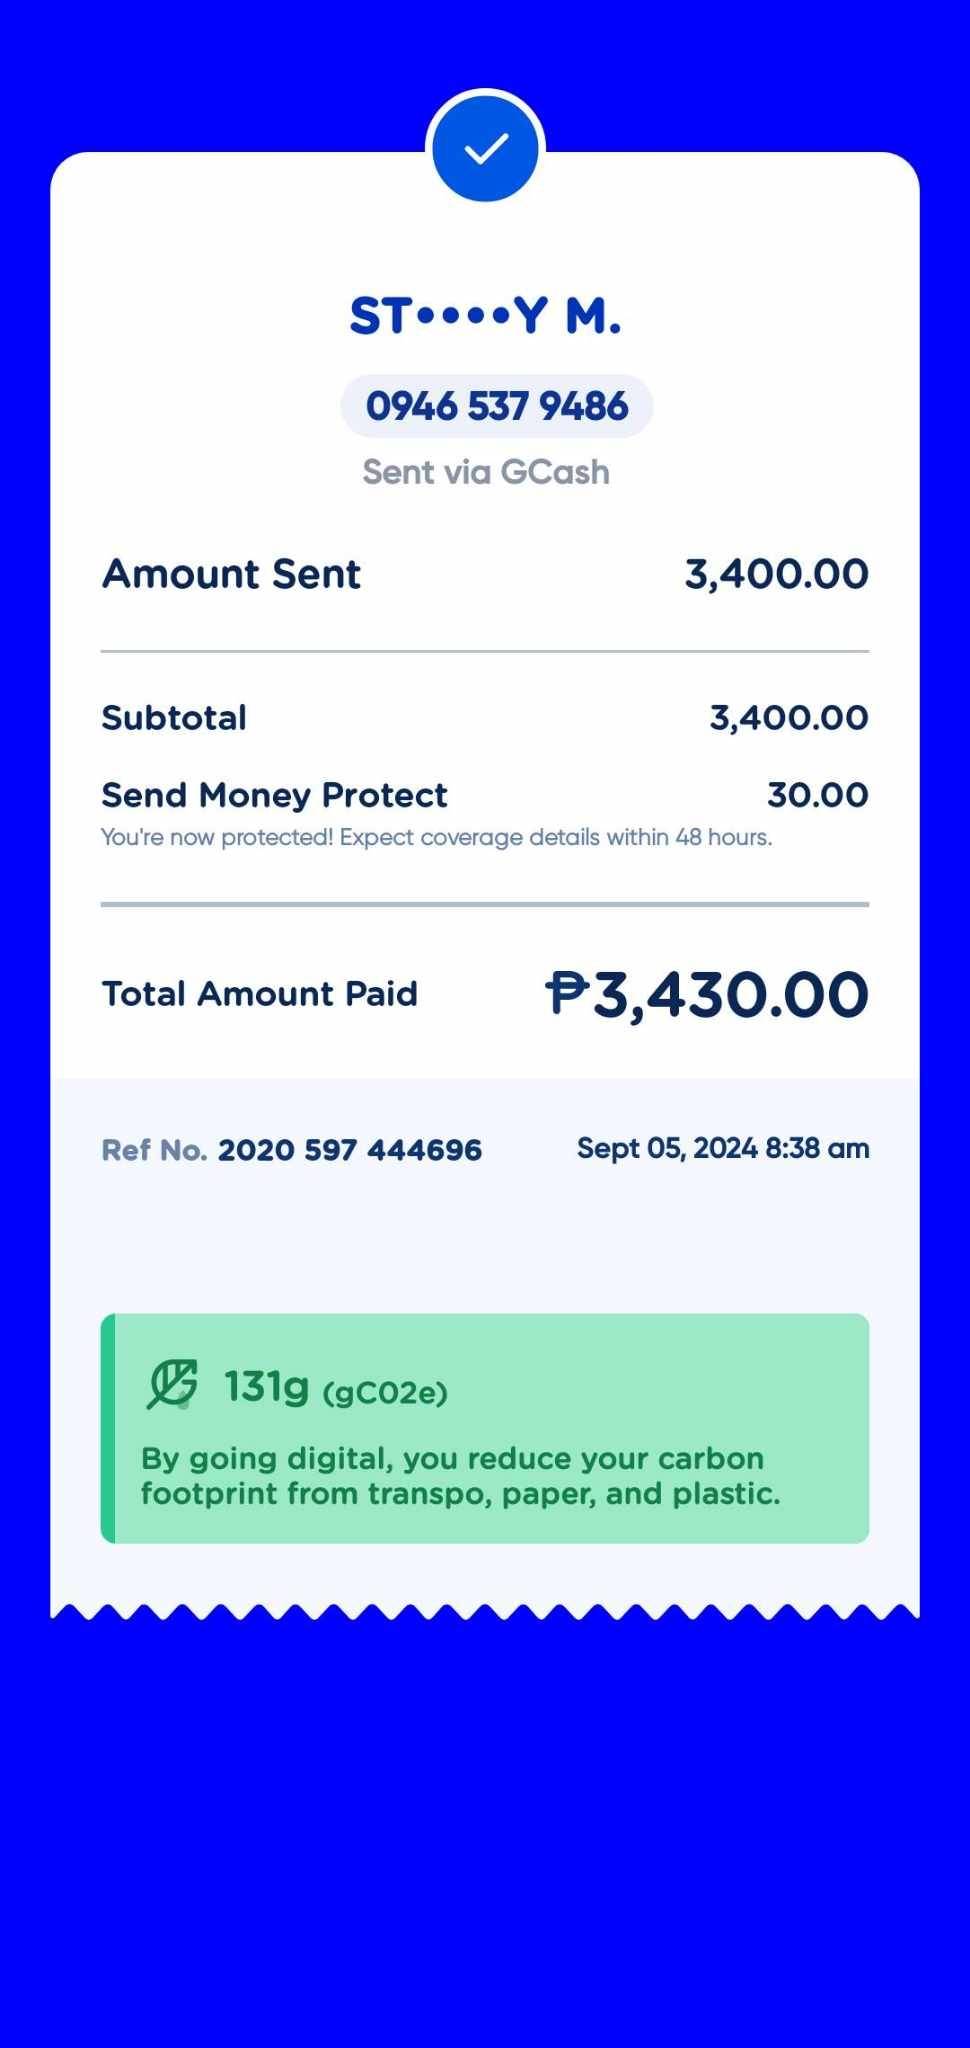 ST••••Y M.
0946 537 9486
Sent via GCash
Amount Sent 3,400.00
Subtotal 3,400.00
Send Money Protect 30.00
You're now protected! Expect coverage details within 48 hours.
Total Amount Paid ₱3,430.00
Ref No. 2020 597 444696 Sept 05, 2024 8:38 am
131g (gC02e)
By going digital, you reduce your carbon
footprint from transpo, paper, and plastic.